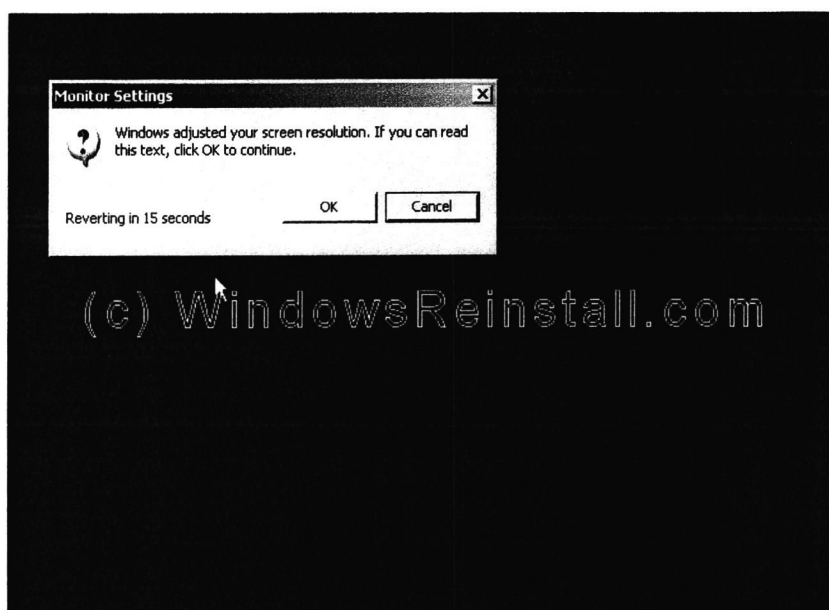 Monitor Settings
Windows adjusted your screen resolution. If you can read
this text, click OK to continue.
Reverting in 15 seconds
OK
Cancel
(c) WindowsReinstall.com